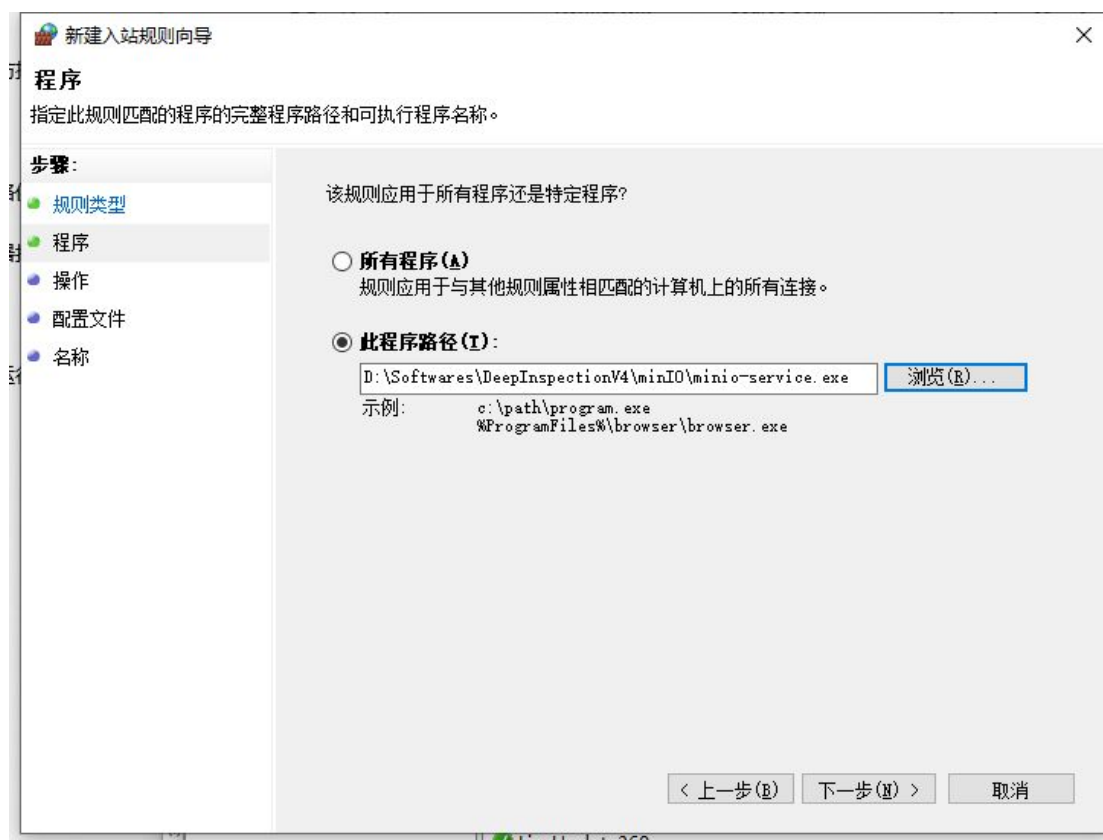 新建入站规则向导
程序
指定此规则匹配的程序的完整程序路径和可执行程序名称。
步骤:
规则类型
程序
操作
配置文件
名称
该规则应用于所有程序还是特定程序?
所有程序(A)
规则应用于与其他规则属性相匹配的计算机上的所有连接。
此程序路径(T):
D:\Softwares\DeepInspectionV4\minIO\minio-service.exe
浏览(R)...
示例:
c:\path\program.exe
%ProgramFiles%\browser\browser.exe
< 上一步(B)
下一步(N) >
取消